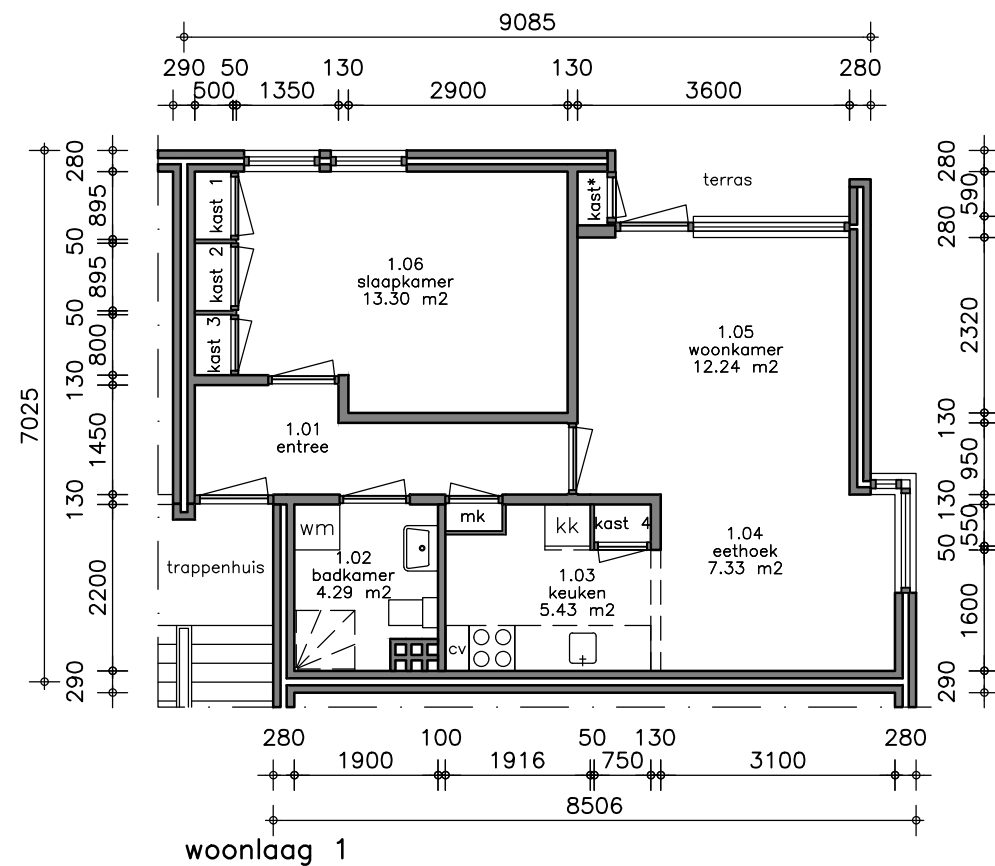 9085
290 50 130 130 280
500 1350 2900 3600
280
895
50
895
50
800
130
1450
130
2200
290
7025
280
590
280
2320
130
950
130
550
50
1600
290
terras
kast 1
kast 2
kast 3
kast*
1.06
slaapkamer
13.30 m2
1.05
woonkamer
12.24 m2
1.01
entree
wm
mk
kk
kast 4
1.02
badkamer
4.29 m2
1.03
keuken
5.43 m2
1.04
eethoek
7.33 m2
trappenhuis
cv
280 100 50 130 280
1900 1916 750 3100
8506
woonlaag 1